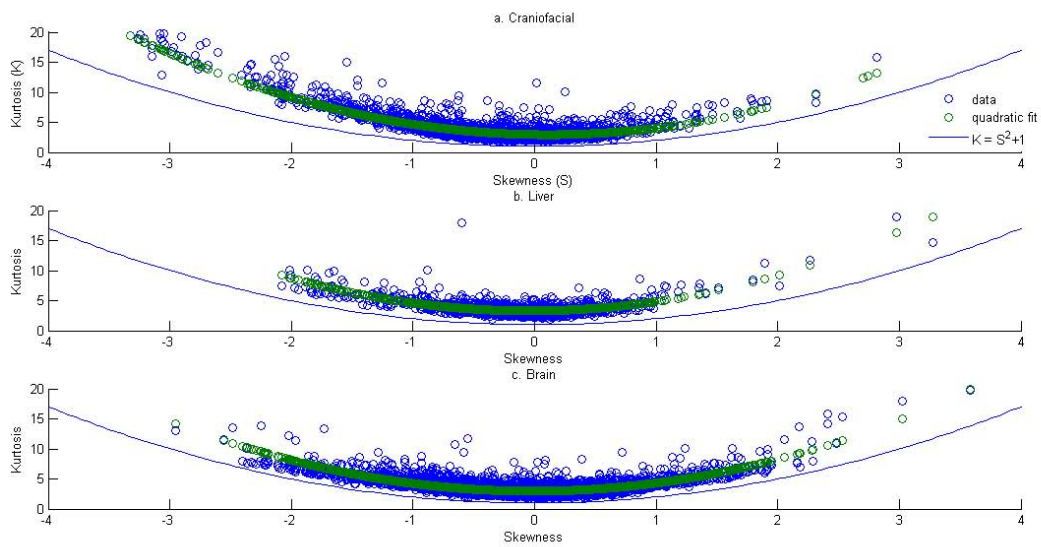 a. Craniofacial
20
15
10
5
0
Kurtosis (K)
-4 -3 -2 -1 0 1 2 3 4
Skewness (S)
data
quadratic fit
K = S²+1
b. Liver
20
15
10
5
0
Kurtosis
-4 -3 -2 -1 0 1 2 3 4
Skewness
c. Brain
20
15
10
5
0
Kurtosis
-4 -3 -2 -1 0 1 2 3 4
Skewness